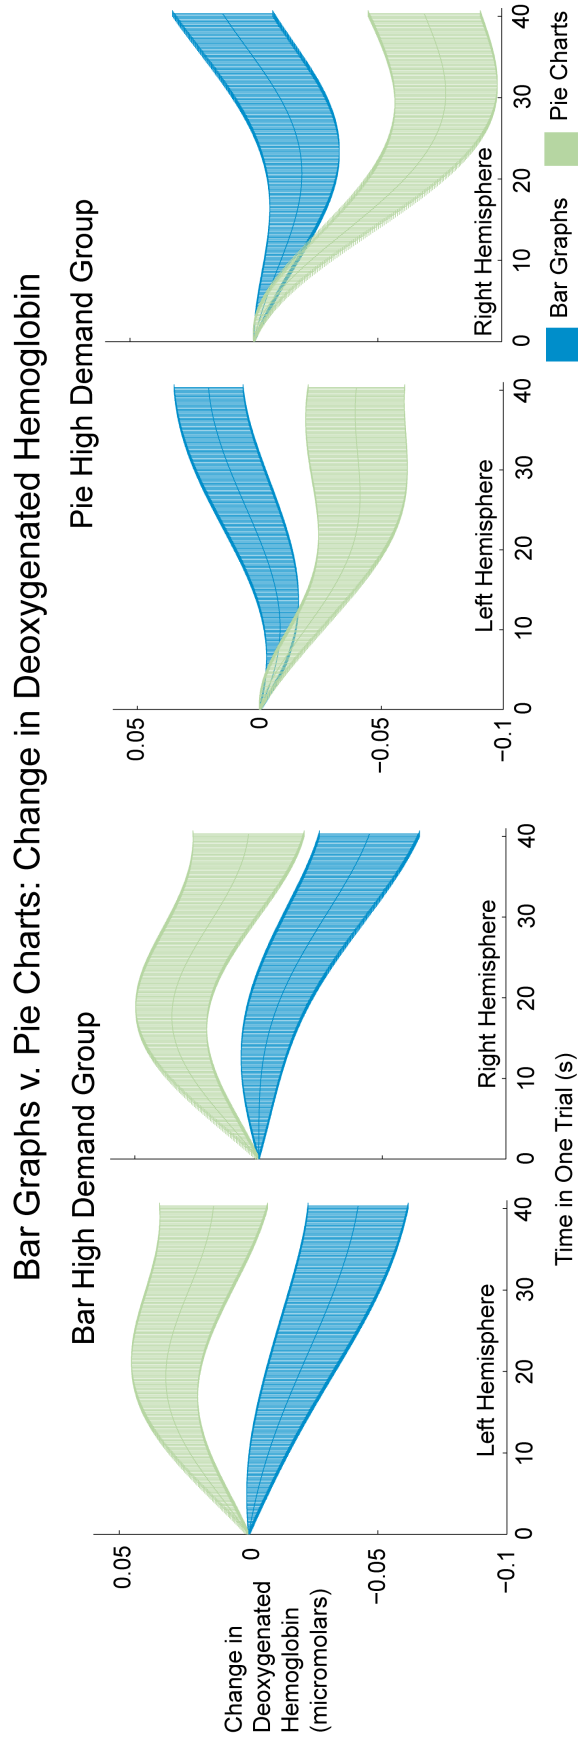 Bar Graphs v. Pie Charts: Change in Deoxygenated Hemoglobin
Bar High Demand Group
Pie High Demand Group
0.05
0
−0.05
−0.1
Change in
Deoxygenated
Hemoglobin
(micromolars)
Left Hemisphere
0 10 20 30 40
Right Hemisphere
0 10 20 30 40
0.05
0
−0.05
−0.1
Left Hemisphere
0 10 20 30 40
Right Hemisphere
0 10 20 30 40
Time in One Trial (s)
Bar Graphs
Pie Charts